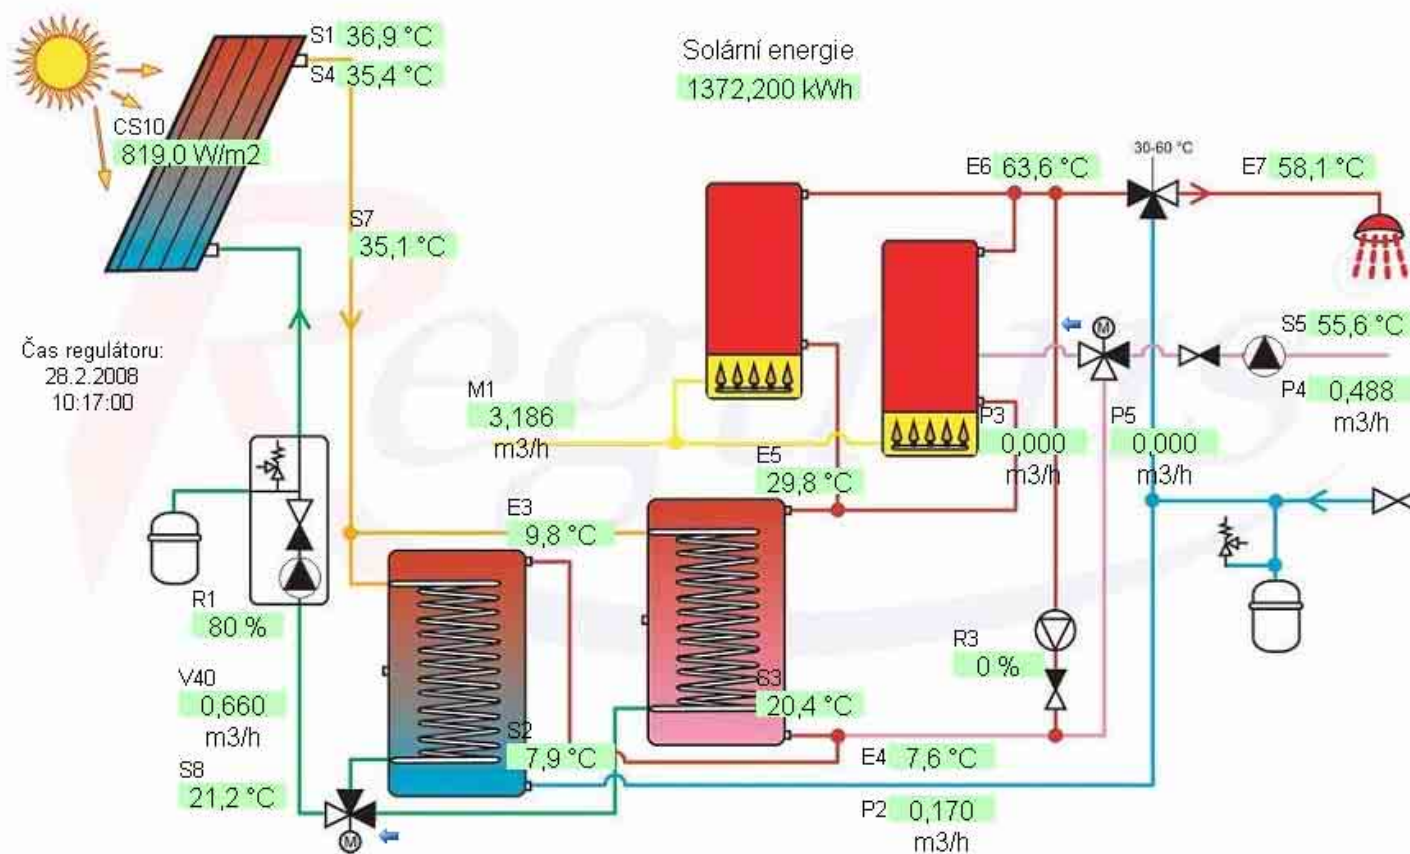 S1 36,9 °C
Solární energie
S4 35,4 °C
1372,200 kWh
CS10
819,0 W/m2
30-60 °C
E6 63,6 °C
E7 58,1 °C
S7
35,1 °C
M
S5 55,6 °C
Čas regulátoru:
28.2.2008
10:17:00
M1
3,186
m3/h
P3
0,000
m3/h
P5
0,000
m3/h
P4 0,488
m3/h
E5
29,8 °C
E3
9,8 °C
R1
80 %
R3
0 %
V40
0,660
m3/h
S3
20,4 °C
S2
7,9 °C
E4 7,6 °C
S8
21,2 °C
P2 0,170
m3/h
M
Regulus